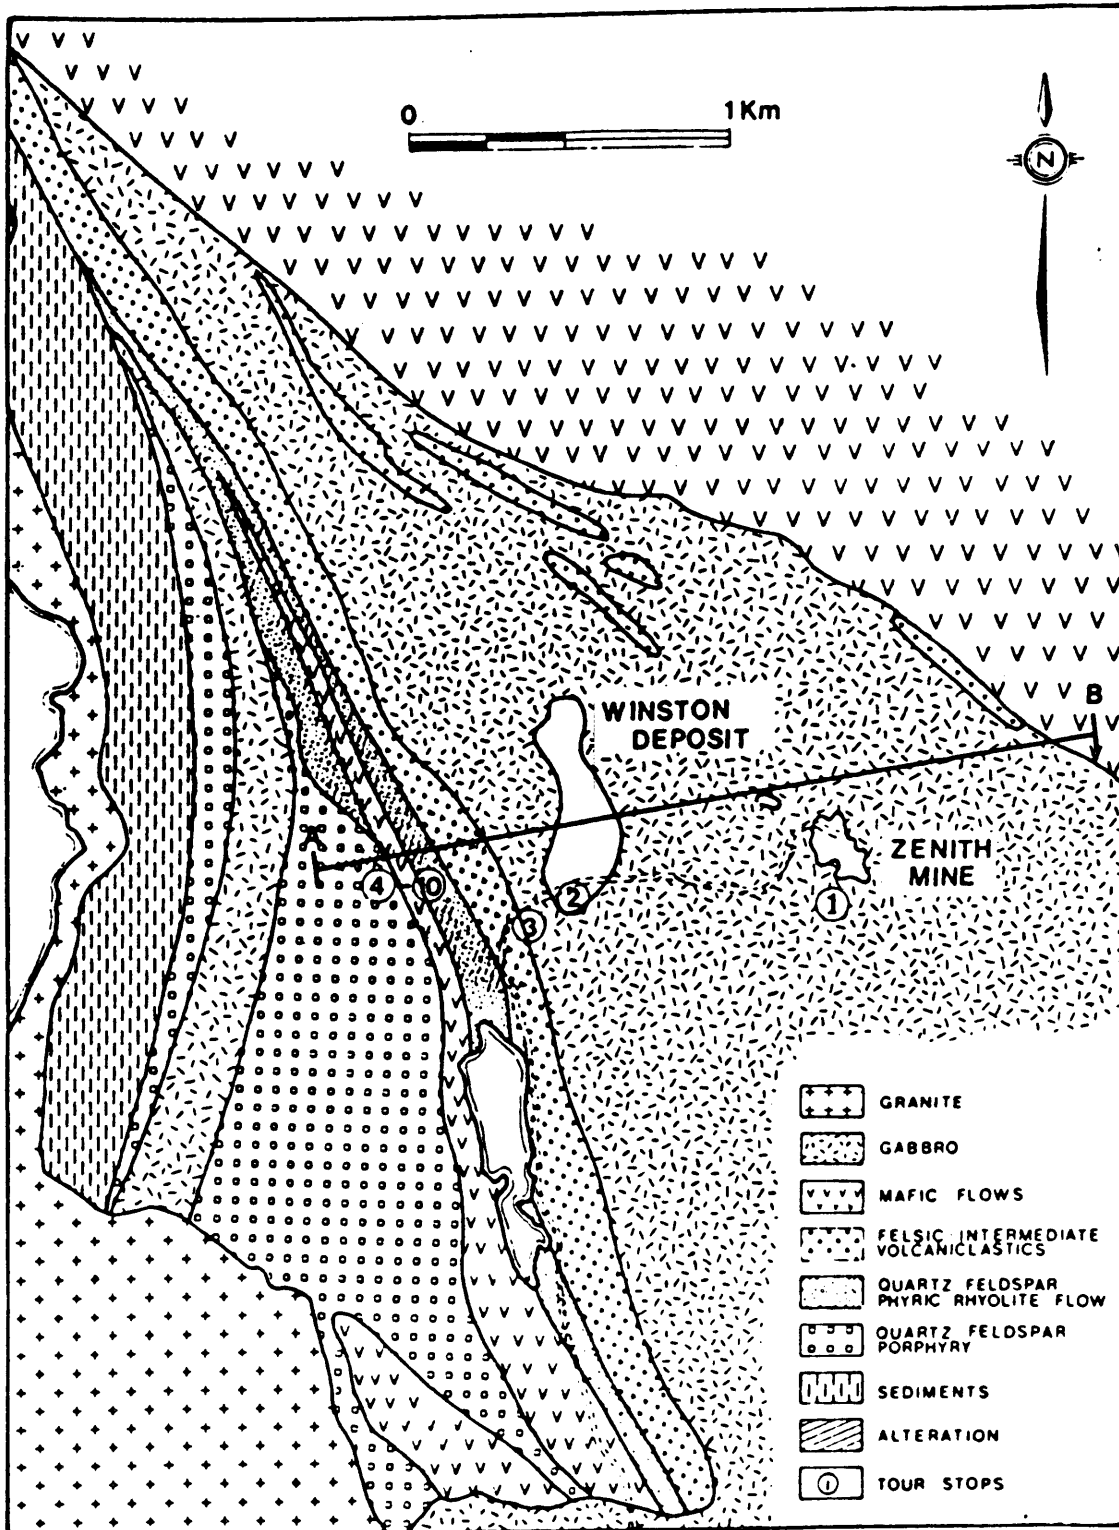 0 1Km
N
B
WINSTON
DEPOSIT
A
ZENITH
MINE
4 - 10
2
3
1
GRANITE
GABBRO
MAFIC FLOWS
FELSIC INTERMEDIATE
VOLCANICLASTICS
QUARTZ FELDSPAR
PHYRIC RHYOLITE FLOW
QUARTZ FELDSPAR
PORPHYRY
SEDIMENTS
ALTERATION
1 TOUR STOPS